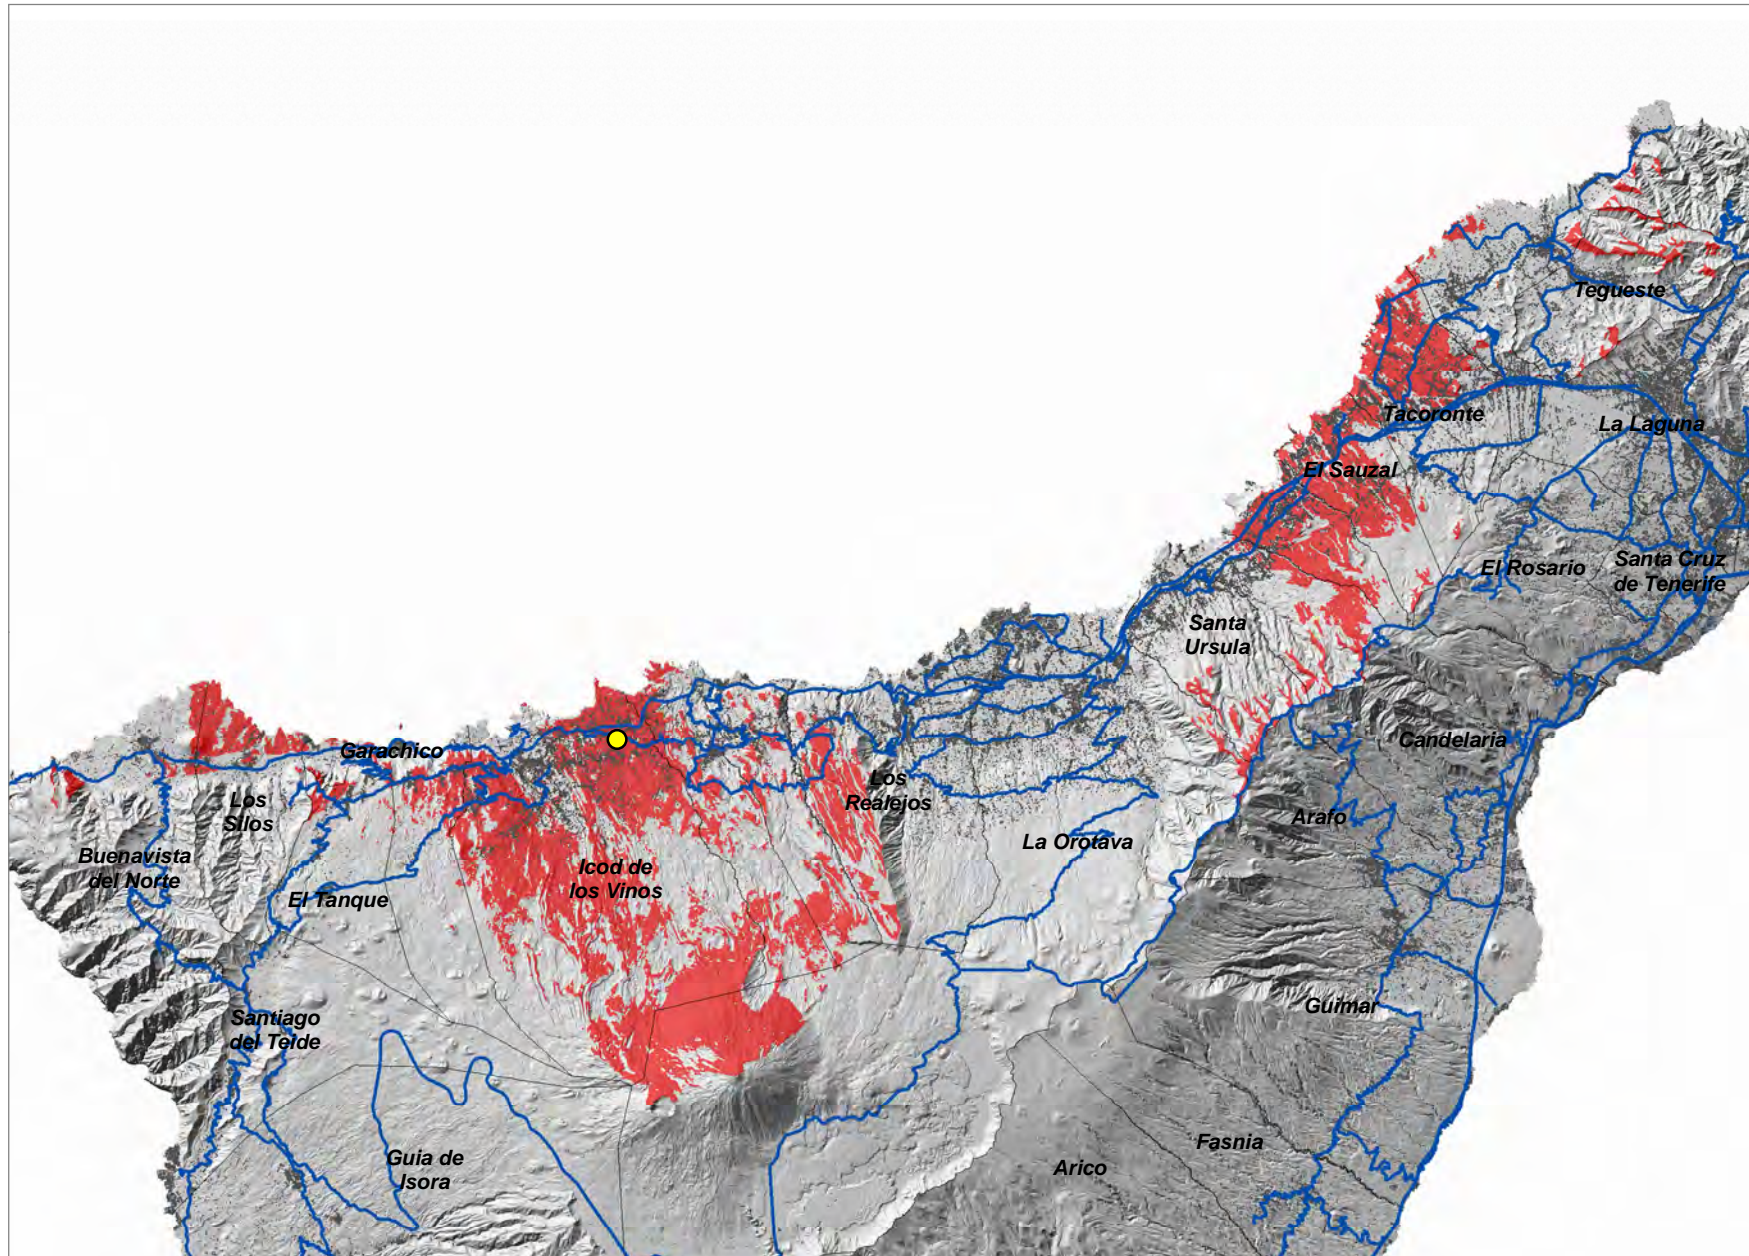 Tegueste
Tacoronte
La Laguna
El Sauzal
El Rosario
Santa Cruz
de Tenerife
Santa
Ursula
Garachico
Candelaria
Los
Silos
Los
Realejos
Arafo
La Orotava
Buenavista
del Norte
Icod de
los Vinos
El Tanque
Guimar
Santiago
del Teide
Fasnia
Guia de
Isora
Arico